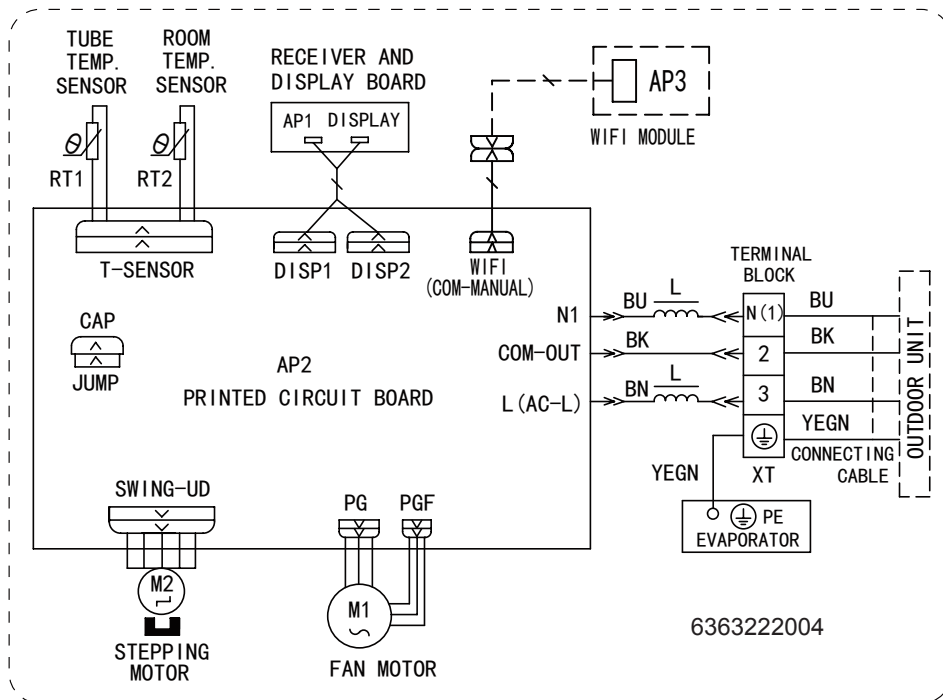 TUBE
TEMP.
SENSOR
ROOM
TEMP.
SENSOR
RECEIVER AND
DISPLAY BOARD
AP1 DISPLAY
AP3
WIFI MODULE
θ
RT1
θ
RT2
T-SENSOR
DISP1
DISP2
WIFI
(COM-MANUAL)
CAP
JUMP
AP2
PRINTED CIRCUIT BOARD
N1
COM-OUT
L(AC-L)
BU
L
BK
BN
L
TERMINAL
BLOCK
N(1)
2
3
XT
BU
BK
BN
YEGN
CONNECTING
CABLE
OUTDOOR UNIT
YEGN
PE
EVAPORATOR
SWING-UD
PG
PGF
M2
STEPPING
MOTOR
M1
FAN MOTOR
6363222004